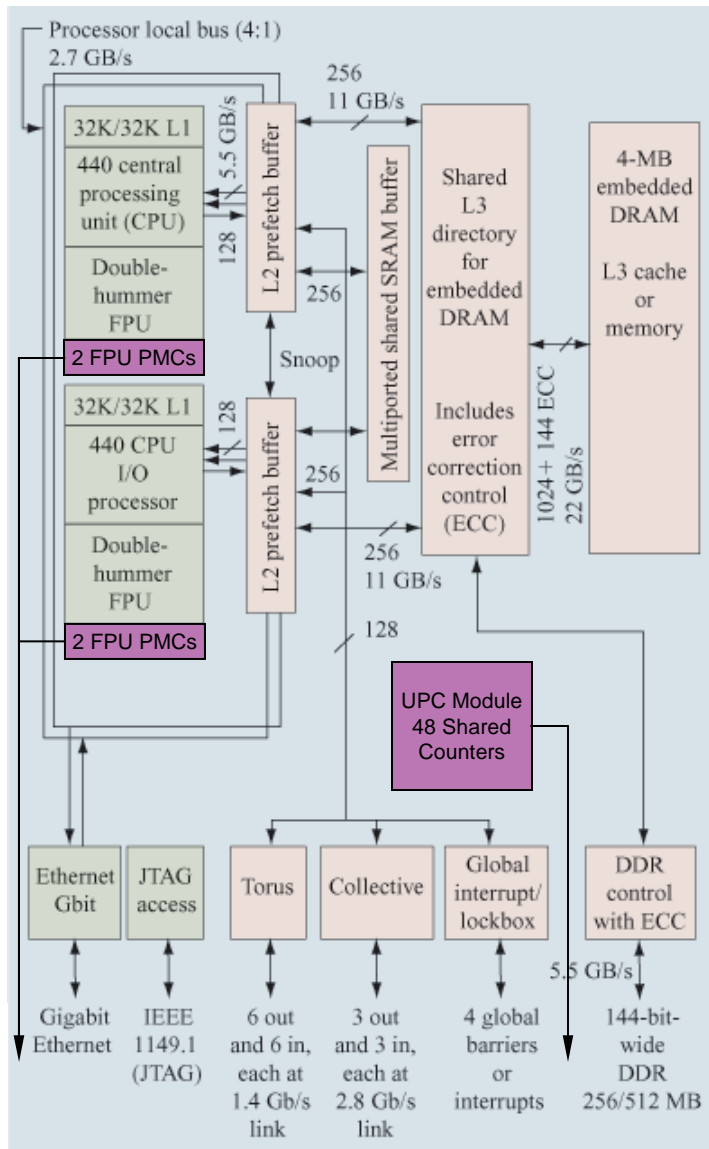 Processor local bus (4:1)
2.7 GB/s
256
11 GB/s
32K/32K L1
440 central
processing
unit (CPU)
Double-
hummer
FPU
2 FPU PMCs
5.5 GB/s
128
L2 prefetch buffer
256
Snoop
Multiported shared SRAM buffer
Shared
L3
directory
for
embedded
DRAM
Includes
error
correction
control
(ECC)
1024+ 144 ECC
22 GB/s
4-MB
embedded
DRAM
L3 cache
or
memory
32K/32K L1
440 CPU
I/O
processor
Double-
hummer
FPU
2 FPU PMCs
128
L2 prefetch buffer
256
256
11 GB/s
128
UPC Module
48 Shared
Counters
Ethernet
Gbit
JTAG
access
Torus
Collective
Global
interrupt/
lockbox
DDR
control
with ECC
5.5 GB/s
Gigabit
Ethernet
IEEE
1149.1
(JTAG)
6 out
and 6 in,
each at
1.4 Gb/s
link
3 out
and 3 in,
each at
2.8 Gb/s
link
4 global
barriers
or
interrupts
144-bit-
wide
DDR
256/512 MB